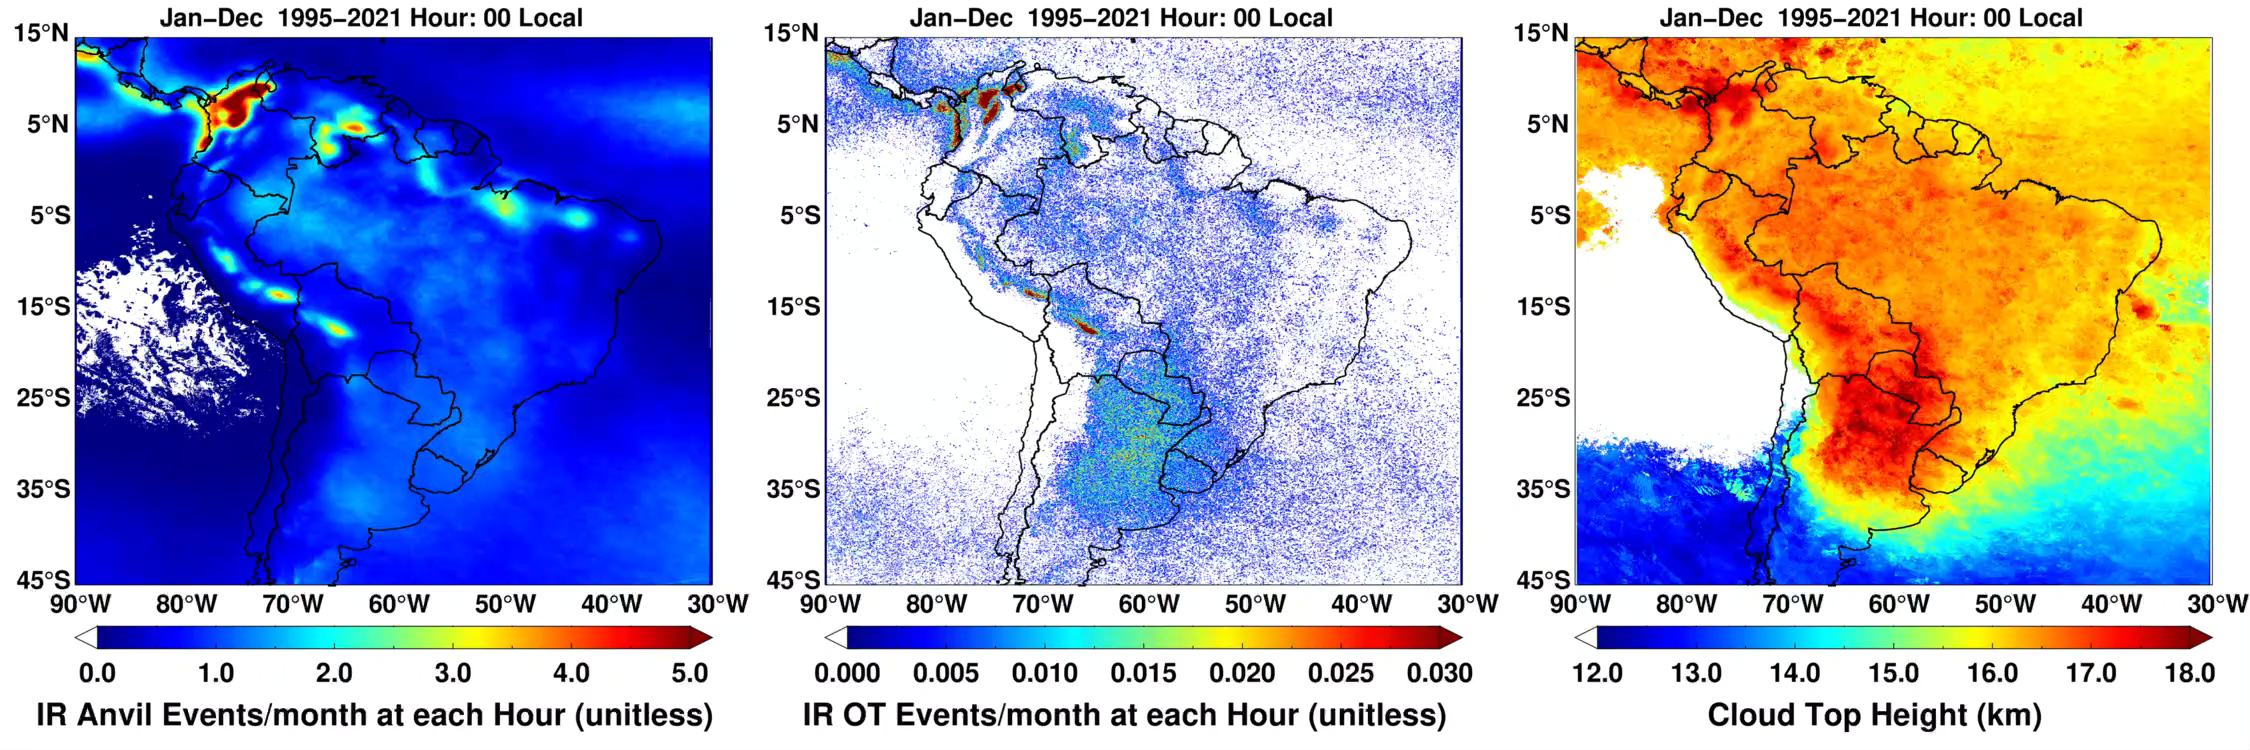 Jan–Dec 1995–2021 Hour: 00 Local
15°N
5°N
5°S
15°S
25°S
35°S
45°S
90°W 80°W 70°W 60°W 50°W 40°W 30°W
0.0 1.0 2.0 3.0 4.0 5.0
IR Anvil Events/month at each Hour (unitless)
Jan–Dec 1995–2021 Hour: 00 Local
15°N
5°N
5°S
15°S
25°S
35°S
45°S
90°W 80°W 70°W 60°W 50°W 40°W 30°W
0.000 0.005 0.010 0.015 0.020 0.025 0.030
IR OT Events/month at each Hour (unitless)
Jan–Dec 1995–2021 Hour: 00 Local
15°N
5°N
5°S
15°S
25°S
35°S
45°S
90°W 80°W 70°W 60°W 50°W 40°W 30°W
12.0 13.0 14.0 15.0 16.0 17.0 18.0
Cloud Top Height (km)